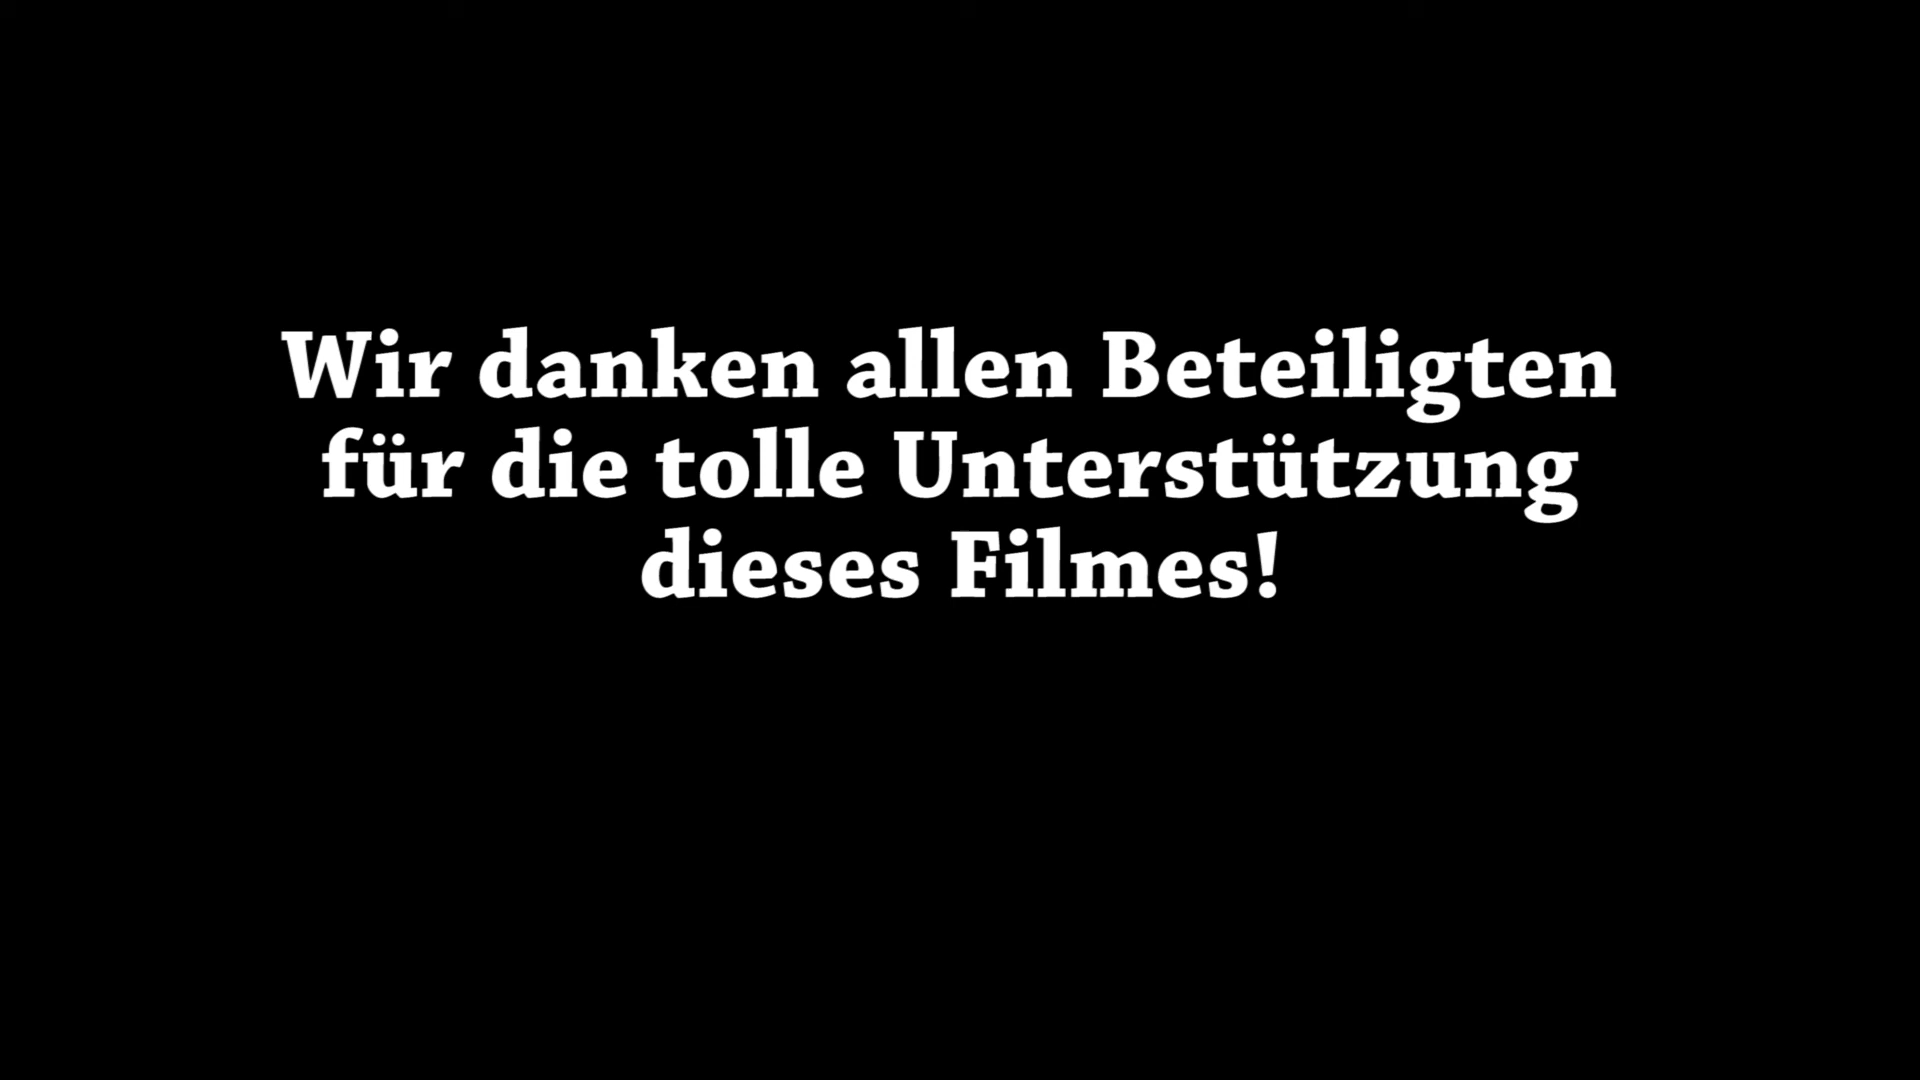 Wir danken allen Beteiligten
für die tolle Unterstützung
dieses Filmes!